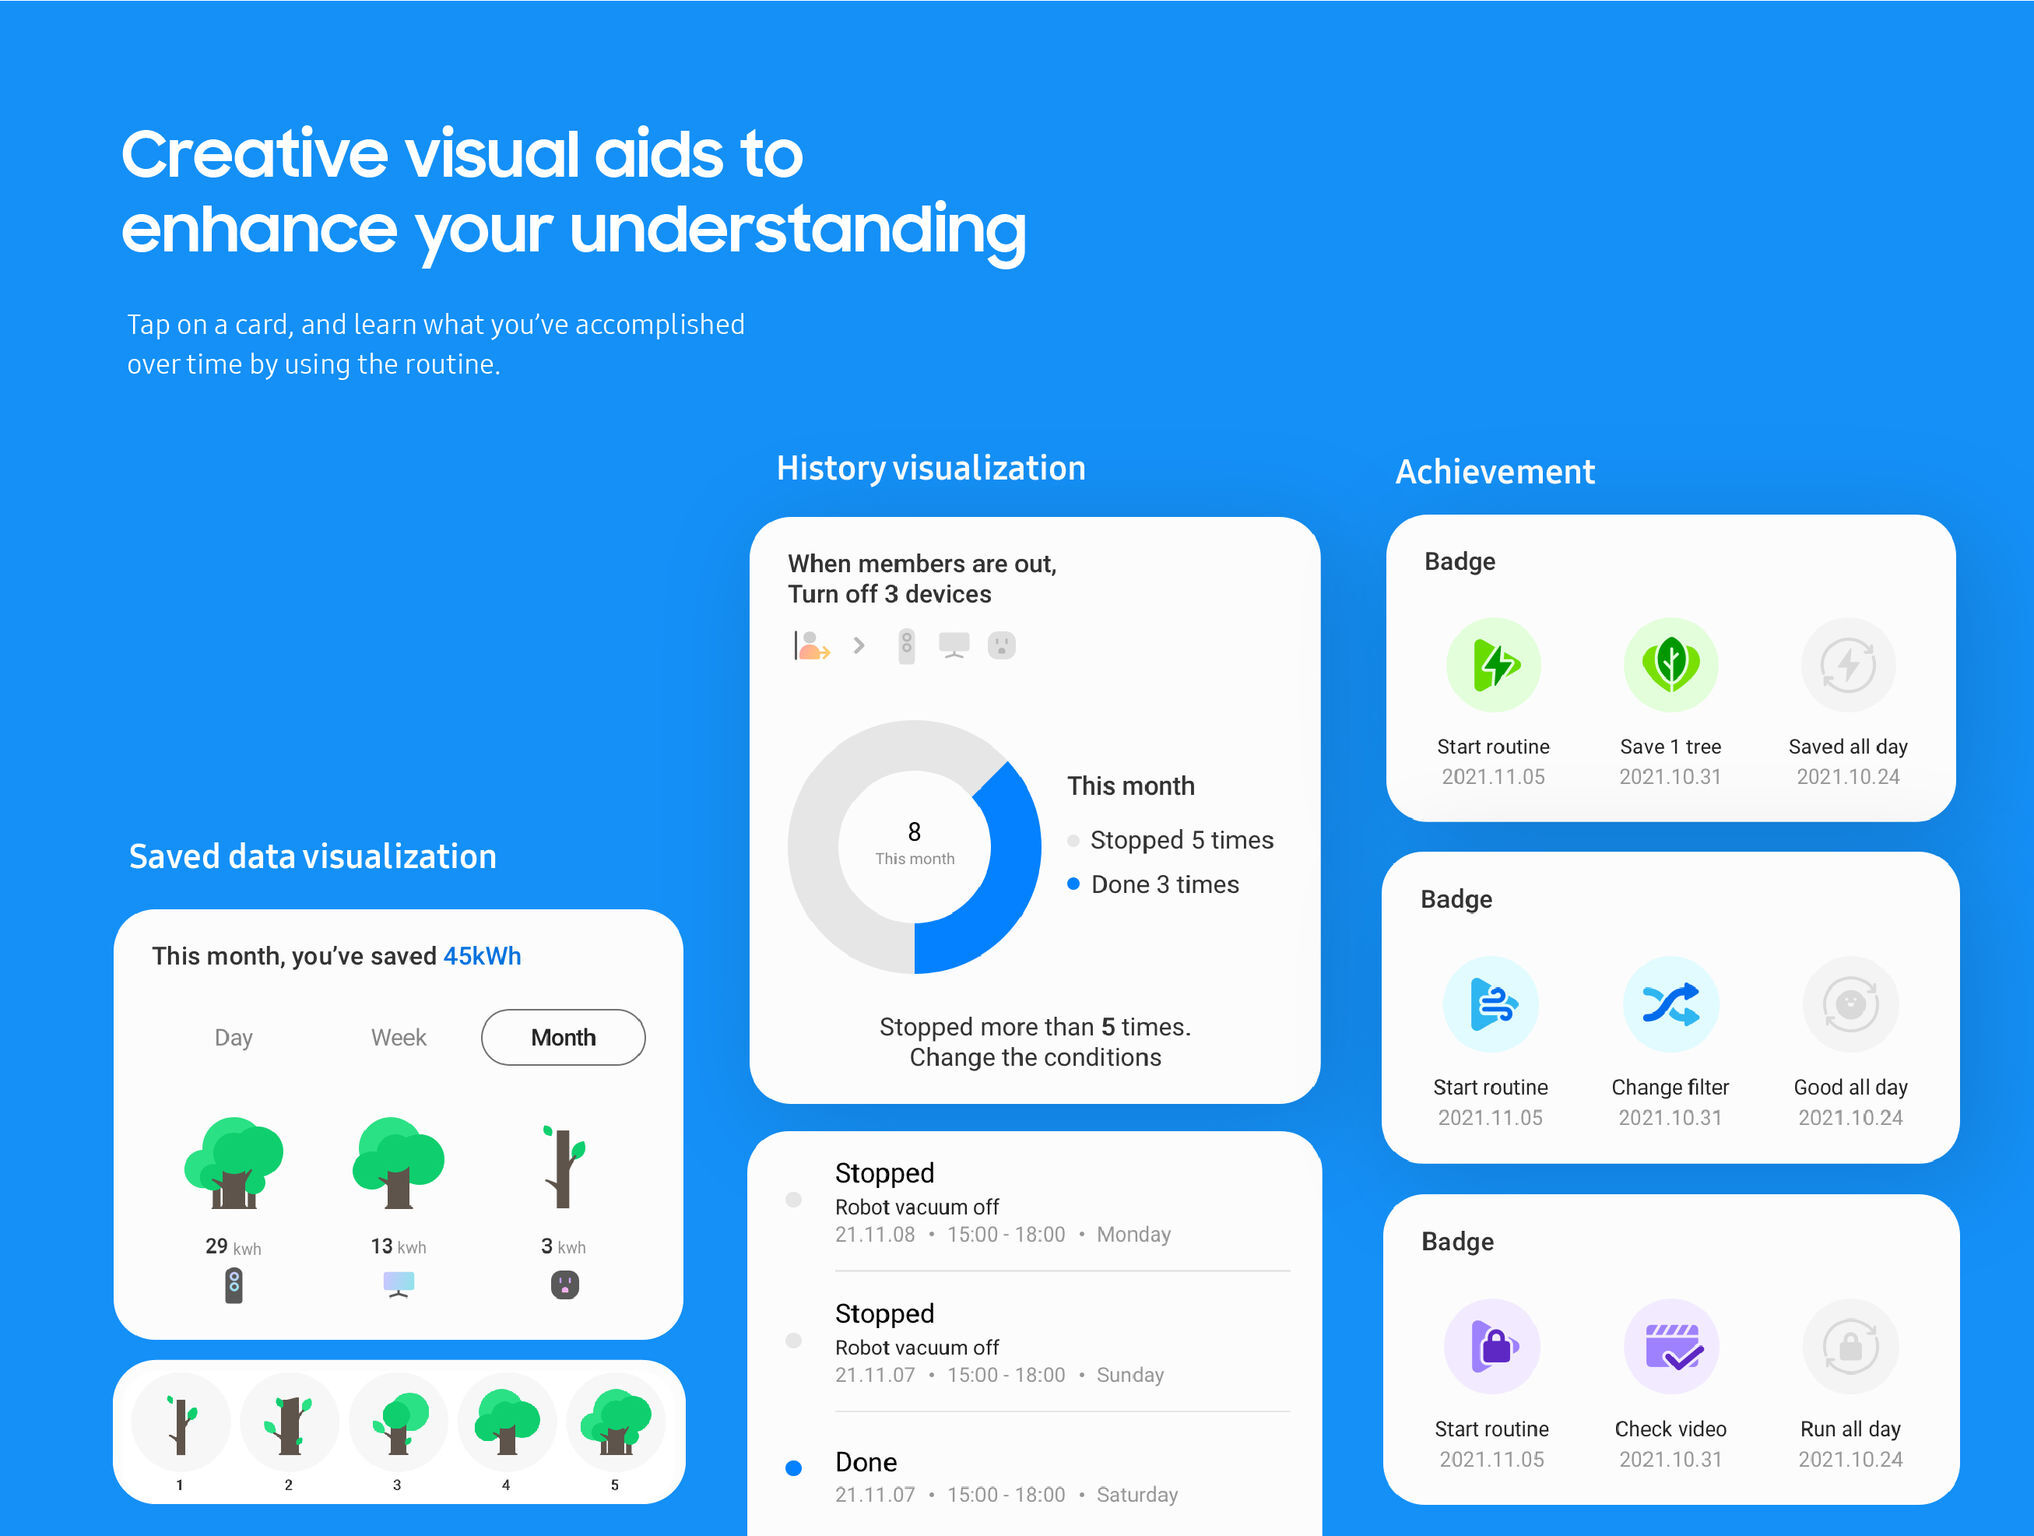 Creative visual aids to
enhance your understanding
Tap on a card, and learn what you’ve accomplished
over time by using the routine.
Saved data visualization
This month, you’ve saved 45kWh
Day Week Month
29 kwh 13 kwh 3 kwh
1 2 3 4 5
History visualization
When members are out,
Turn off 3 devices
8
This month
This month
Stopped 5 times
Done 3 times
Stopped more than 5 times.
Change the conditions
Stopped
Robot vacuum off
21.11.08 • 15:00 - 18:00 • Monday
Stopped
Robot vacuum off
21.11.07 • 15:00 - 18:00 • Sunday
Done
21.11.07 • 15:00 - 18:00 • Saturday
Achievement
Badge
Start routine Save 1 tree Saved all day
2021.11.05 2021.10.31 2021.10.24
Badge
Start routine Change filter Good all day
2021.11.05 2021.10.31 2021.10.24
Badge
Start routine Check video Run all day
2021.11.05 2021.10.31 2021.10.24